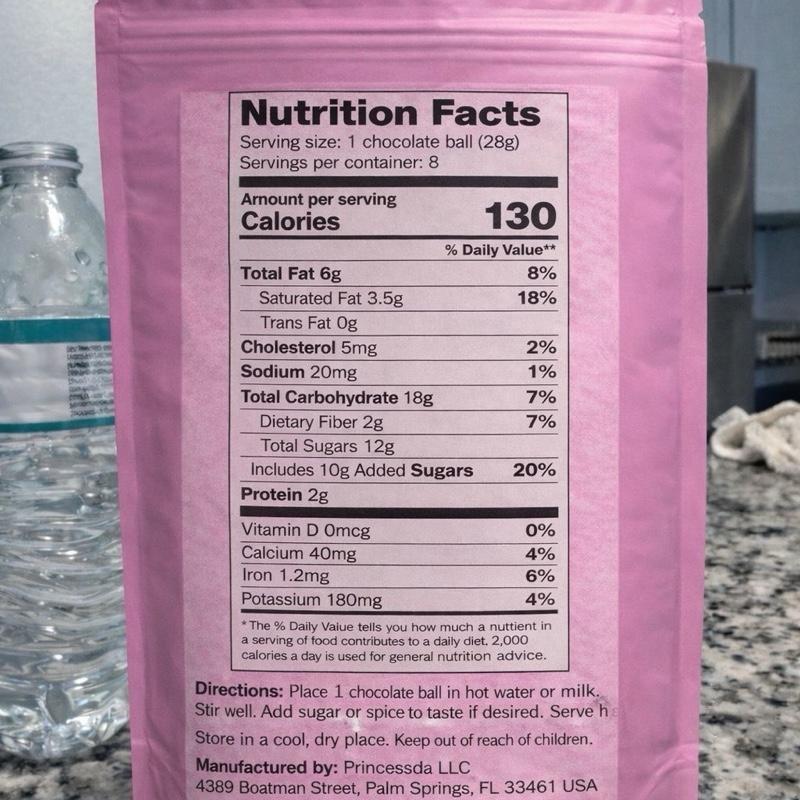 Nutrition Facts
Serving size: 1 chocolate ball (28g)
Servings per container: 8
Arnount per serving
Calories 130
% Daily Value**
Total Fat 6g 8%
Saturated Fat 3.5g 18%
Trans Fat 0g
Cholesterol 5mg 2%
Sodium 20mg 1%
Total Carbohydrate 18g 7%
Dietary Fiber 2g 7%
Total Sugars 12g
Includes 10g Added Sugars 20%
Protein 2g
Vitamin D 0mcg 0%
Calcium 40mg 4%
Iron 1.2mg 6%
Potassium 180mg 4%
* The % Daily Value tells you how much a nuttient in
a serving of food contributes to a daily diet. 2,000
calories a day is used for general nutrition advice.
Directions: Place 1 chocolate ball in hot water or milk.
Stir well. Add sugar or spice to taste if desired. Serve
Store in a cool, dry place. Keep out of reach of children.
Manufactured by: Princessda LLC
4389 Boatman Street, Palm Springs, FL 33461 USA